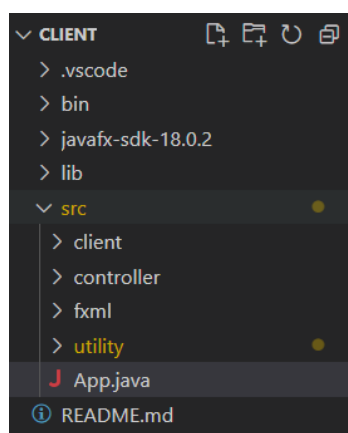 CLIENT
.vscode
bin
javafx-sdk-18.0.2
lib
src
client
controller
fxml
utility
J App.java
README.md